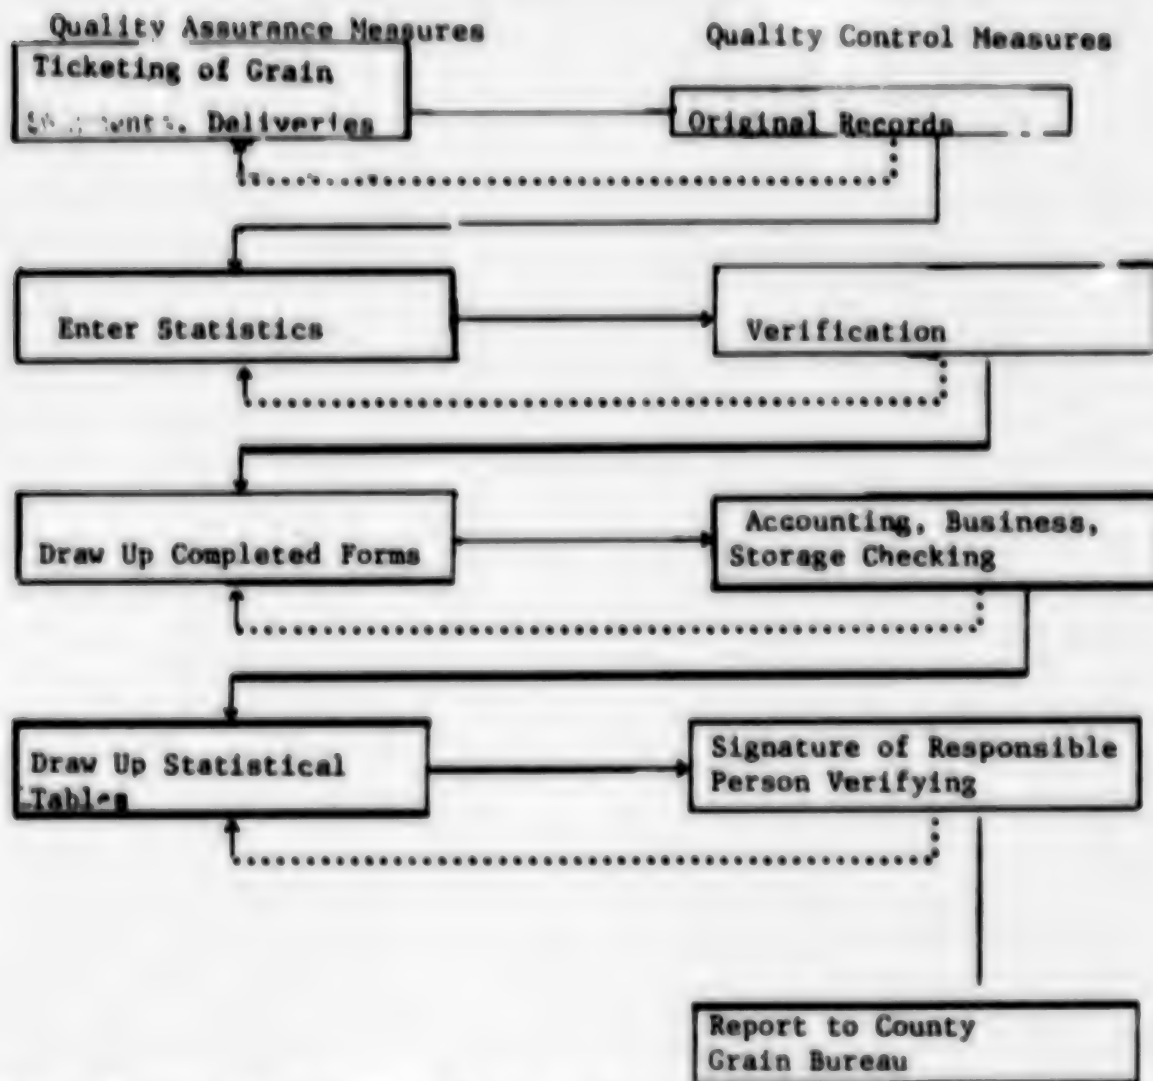 Quality Assurance Measures
Quality Control Measures
Ticketing of Grain
Deliveries
Original Records
Enter Statistics
Verification
Draw Up Completed Forms
Accounting, Business,
Storage Checking
Draw Up Statistical
Tables
Signature of Responsible
Person Verifying
Report to County
Grain Bureau